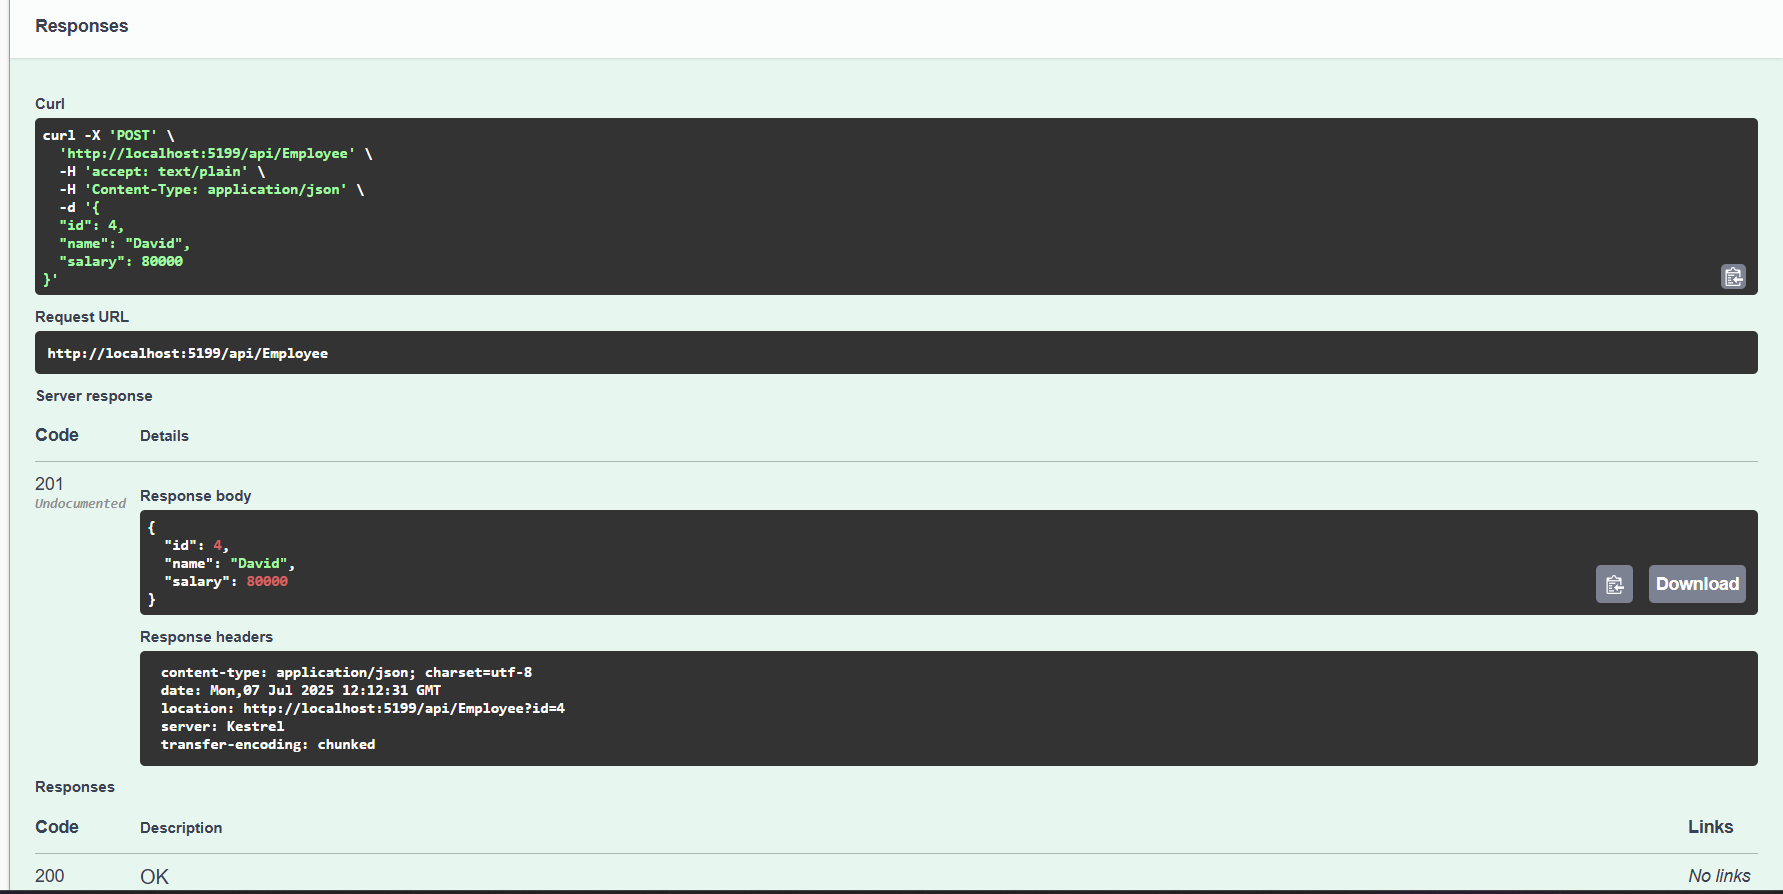 Responses
Curl
curl -X 'POST' \
  'http://localhost:5199/api/Employee' \
  -H 'accept: text/plain' \
  -H 'Content-Type: application/json' \
  -d '{
  "id": 4,
  "name": "David",
  "salary": 80000
}'
Request URL
http://localhost:5199/api/Employee
Server response
Code Details
201
Undocumented
Response body
{
  "id": 4,
  "name": "David",
  "salary": 80000
}
Download
Response headers
content-type: application/json; charset=utf-8
date: Mon,07 Jul 2025 12:12:31 GMT
location: http://localhost:5199/api/Employee?id=4
server: Kestrel
transfer-encoding: chunked
Responses
Code Description Links
200 OK No links